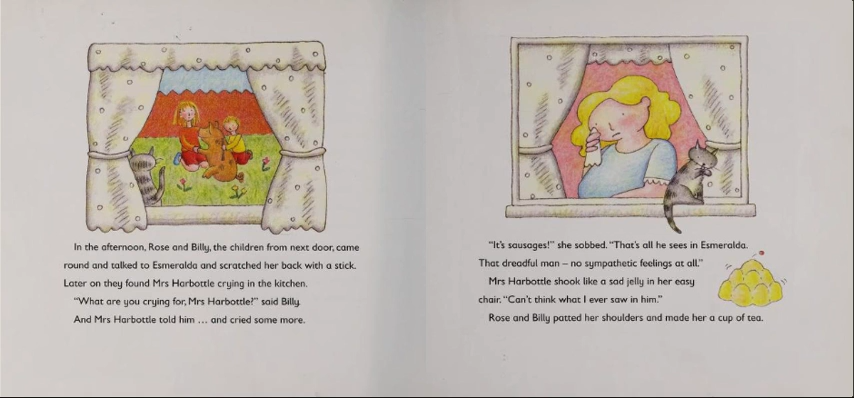 In the afternoon, Rose and Billy, the children from next door, came
round and talked to Esmeralda and scratched her back with a stick.
Later on they found Mrs Harbottle crying in the kitchen.
“What are you crying for, Mrs Harbottle?” said Billy.
And Mrs Harbottle told him … and cried some more.
“It’s sausages!” she sobbed. “That’s all he sees in Esmeralda.
That dreadful man – no sympathetic feelings at all.”
Mrs Harbottle shook like a sad jelly in her easy
chair. “Can’t think what I ever saw in him.”
Rose and Billy patted her shoulders and made her a cup of tea.